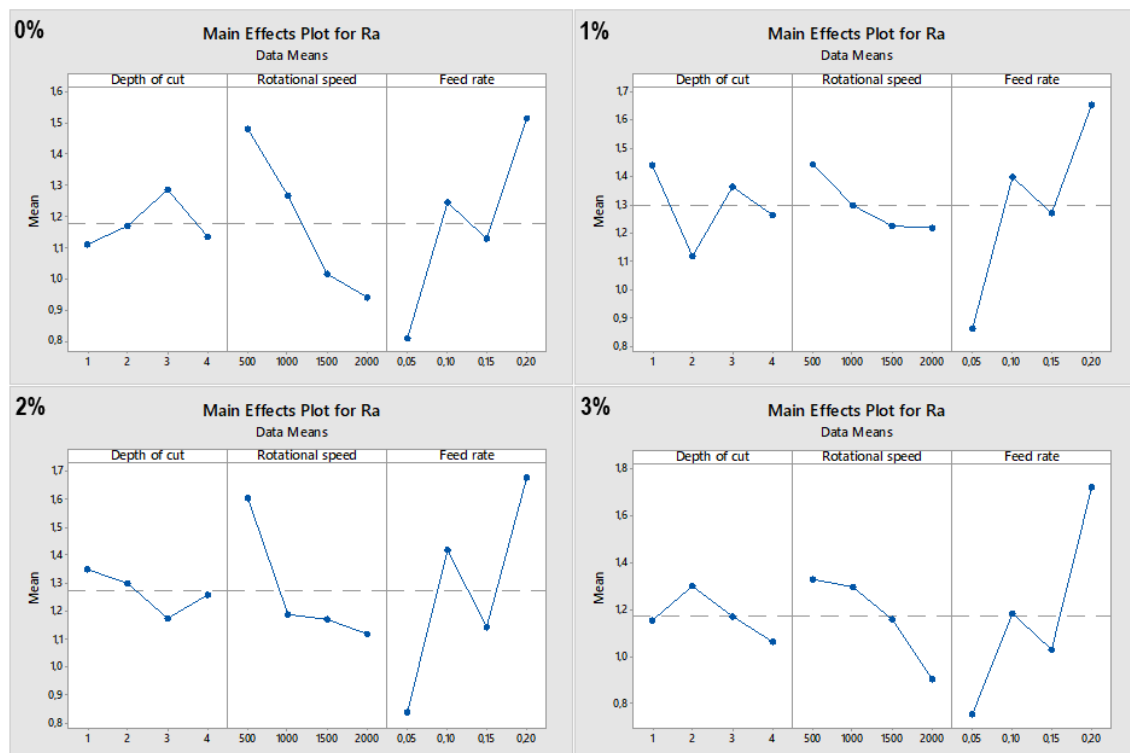 0%
Main Effects Plot for Ra
Data Means
Depth of cut Rotational speed Feed rate
Mean
1,6
1,5
1,4
1,3
1,2
1,1
1,0
0,9
0,8
1 2 3 4 500 1000 1500 2000 0,05 0,10 0,15 0,20
1%
Main Effects Plot for Ra
Data Means
Depth of cut Rotational speed Feed rate
Mean
1,7
1,6
1,5
1,4
1,3
1,2
1,1
1,0
0,9
0,8
1 2 3 4 500 1000 1500 2000 0,05 0,10 0,15 0,20
2%
Main Effects Plot for Ra
Data Means
Depth of cut Rotational speed Feed rate
Mean
1,7
1,6
1,5
1,4
1,3
1,2
1,1
1,0
0,9
0,8
1 2 3 4 500 1000 1500 2000 0,05 0,10 0,15 0,20
3%
Main Effects Plot for Ra
Data Means
Depth of cut Rotational speed Feed rate
Mean
1,8
1,6
1,4
1,2
1,0
0,8
1 2 3 4 500 1000 1500 2000 0,05 0,10 0,15 0,20